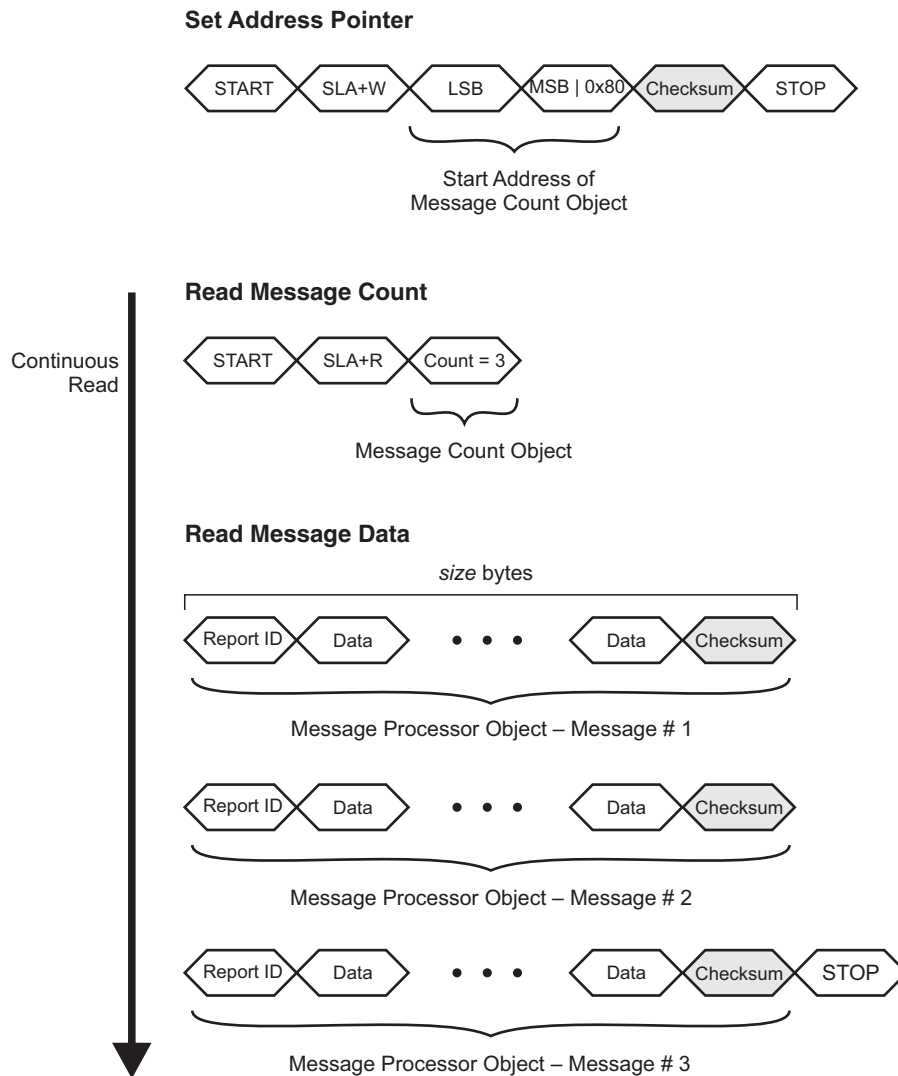 Set Address Pointer
START SLA+W LSB MSB | 0x80 Checksum STOP
Start Address of
Message Count Object
Read Message Count
Continuous
Read
START SLA+R Count = 3
Message Count Object
Read Message Data
size bytes
Report ID Data • • • Data Checksum
Message Processor Object – Message # 1
Report ID Data • • • Data Checksum
Message Processor Object – Message # 2
Report ID Data • • • Data Checksum STOP
Message Processor Object – Message # 3